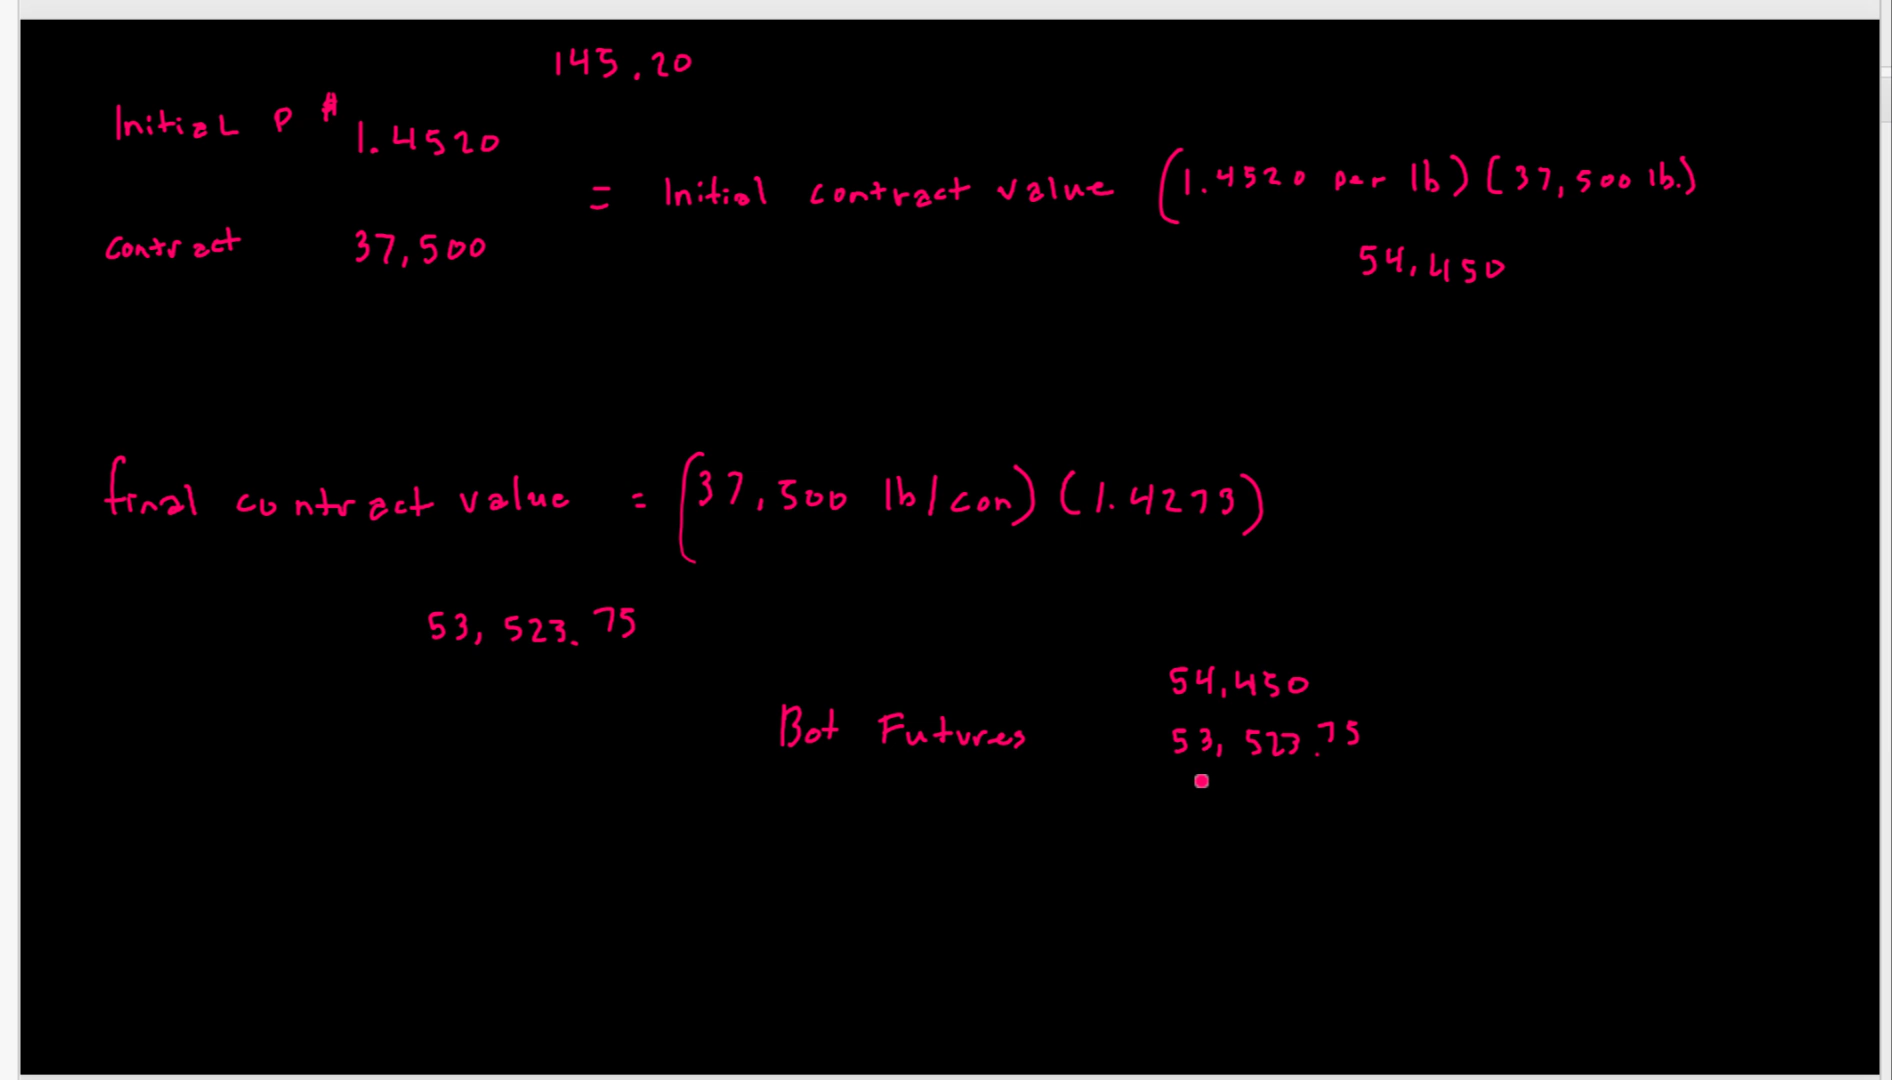 145.20
Initial P $ 1.4520
= Initial contract value (1.4520 per lb) (37,500 lb.)
Contract 37,500
54,450
final contract value = (37,500 lb/con) (1.4273)
53,523.75
54,450
Bot Futures 53,523.75